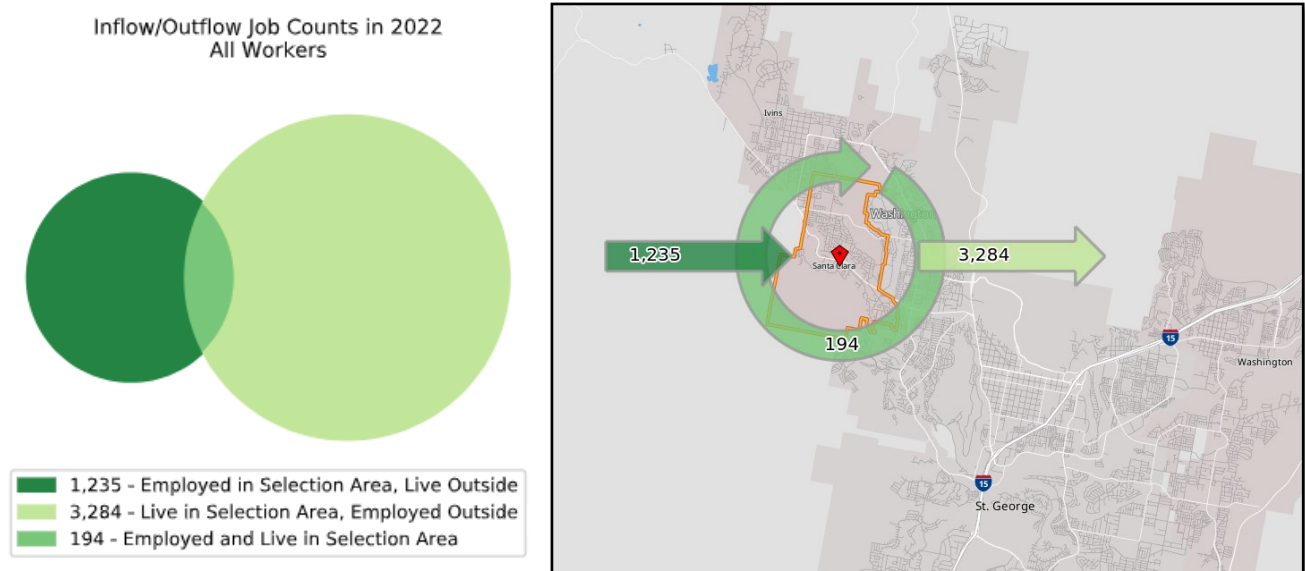 Inflow/Outflow Job Counts in 2022
All Workers
1,235 - Employed in Selection Area, Live Outside
3,284 - Live in Selection Area, Employed Outside
194 - Employed and Live in Selection Area
Ivins
Washington
1,235
3,284
Santa Clara
194
15
Washington
15
St. George